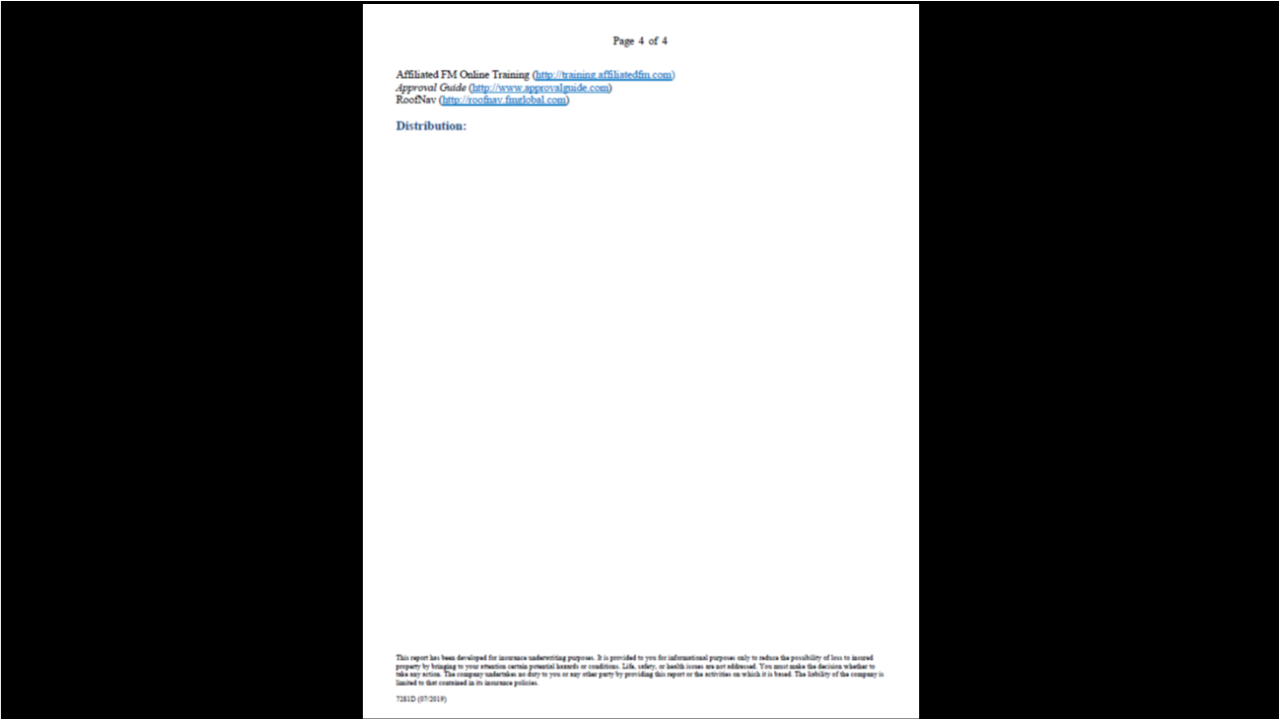 Page 4 of 4
Affiliated FM Online Training (http://training.affiliatedfm.com)
Approval Guide (http://www.approvalguide.com)
RoofNav (http://roofnav.fmglobal.com)
Distribution:
This report has been developed for insurance underwriting purposes. It is provided to you for informational purposes only to reduce the possibility of loss to insured
property by bringing to your attention certain potential hazards or conditions. Life, safety, or health issues are not addressed. You must make the decision whether to
take any action. The company undertakes no duty to you or any other party by providing this report or the activities on which it is based. The liability of the company is
limited to that contained in its insurance policies.
7281D (07/2019)